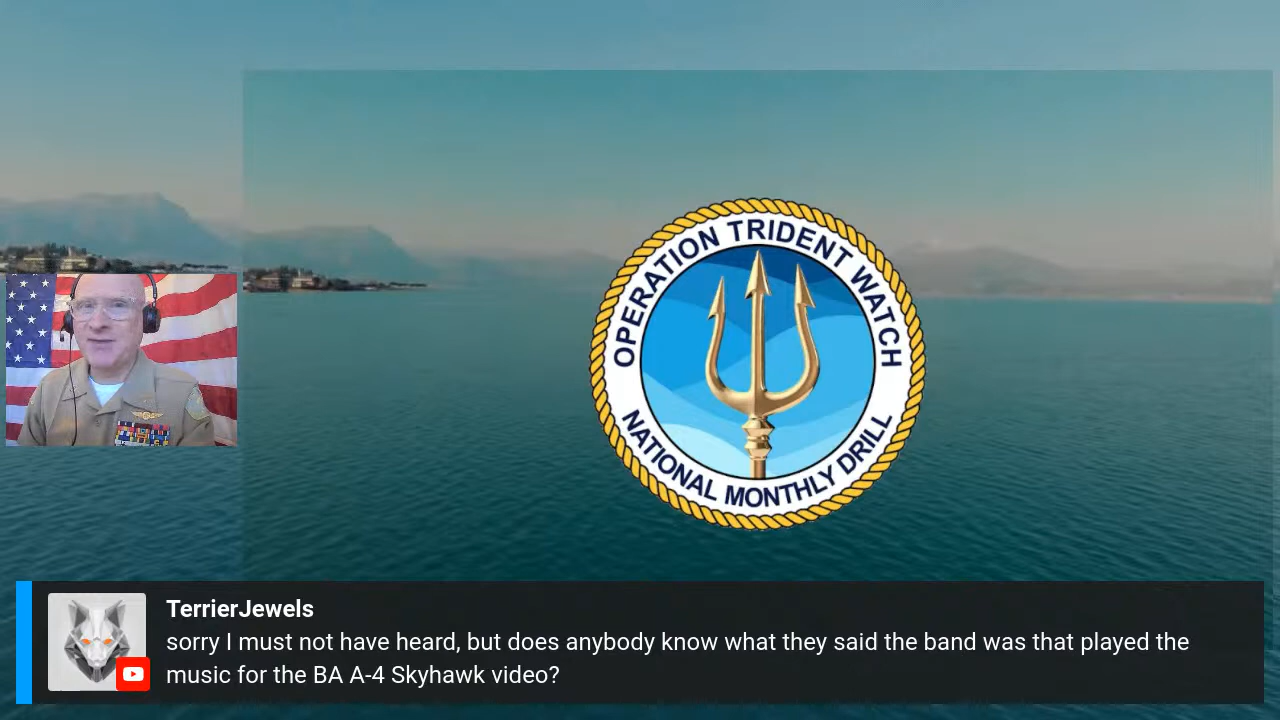 OPERATION TRIDENT WATCH
NATIONAL MONTHLY DRILL
TerrierJewels
sorry I must not have heard, but does anybody know what they said the band was that played the
music for the BA A-4 Skyhawk video?